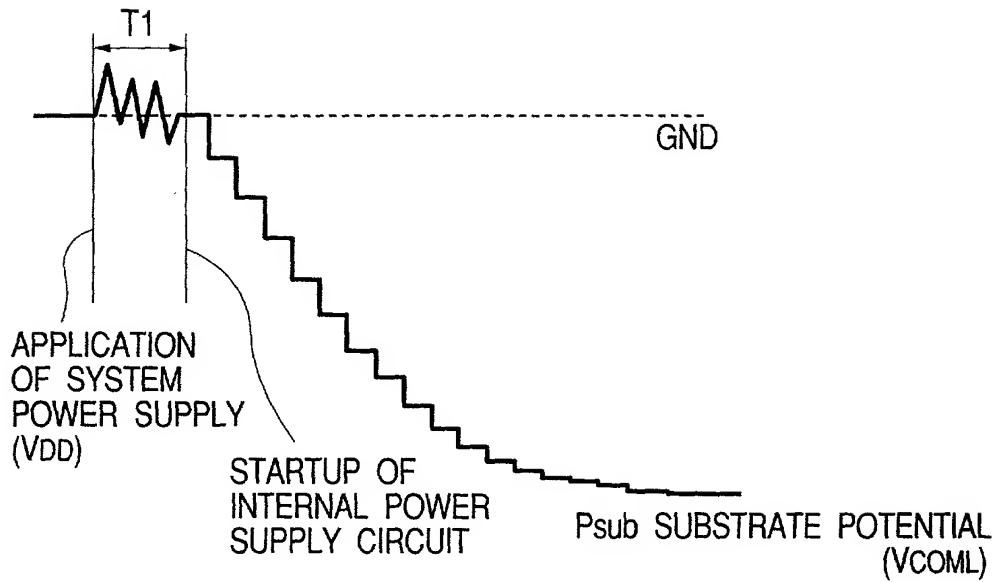 T1
GND
APPLICATION
OF SYSTEM
POWER SUPPLY
(VDD)
STARTUP OF
INTERNAL POWER
SUPPLY CIRCUIT
Psub SUBSTRATE POTENTIAL
(VCOML)